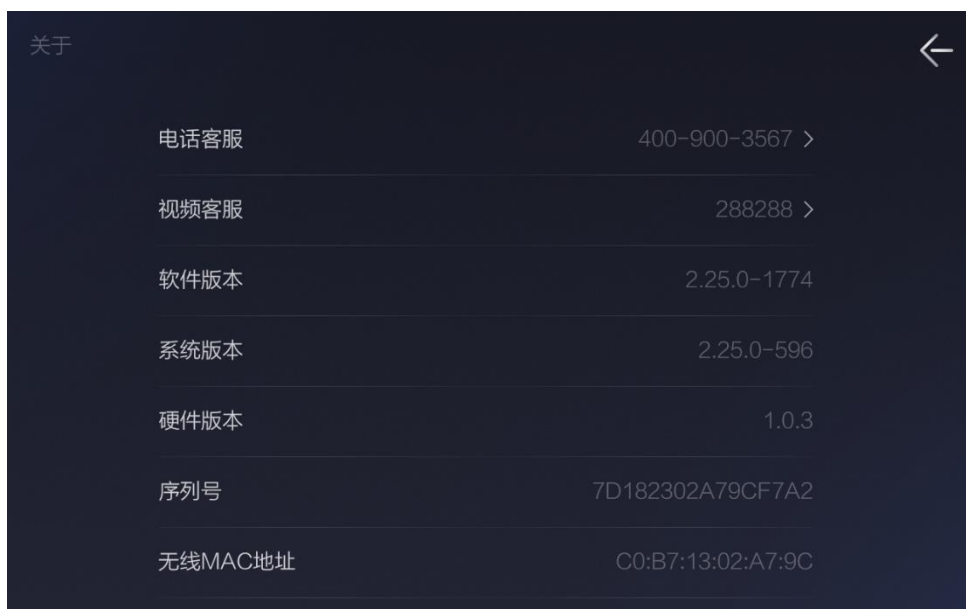 关于
电话客服 400-900-3567
视频客服 288288
软件版本 2.25.0-1774
系统版本 2.25.0-596
硬件版本 1.0.3
序列号 7D182302A79CF7A2
无线MAC地址 C0:B7:13:02:A7:9C